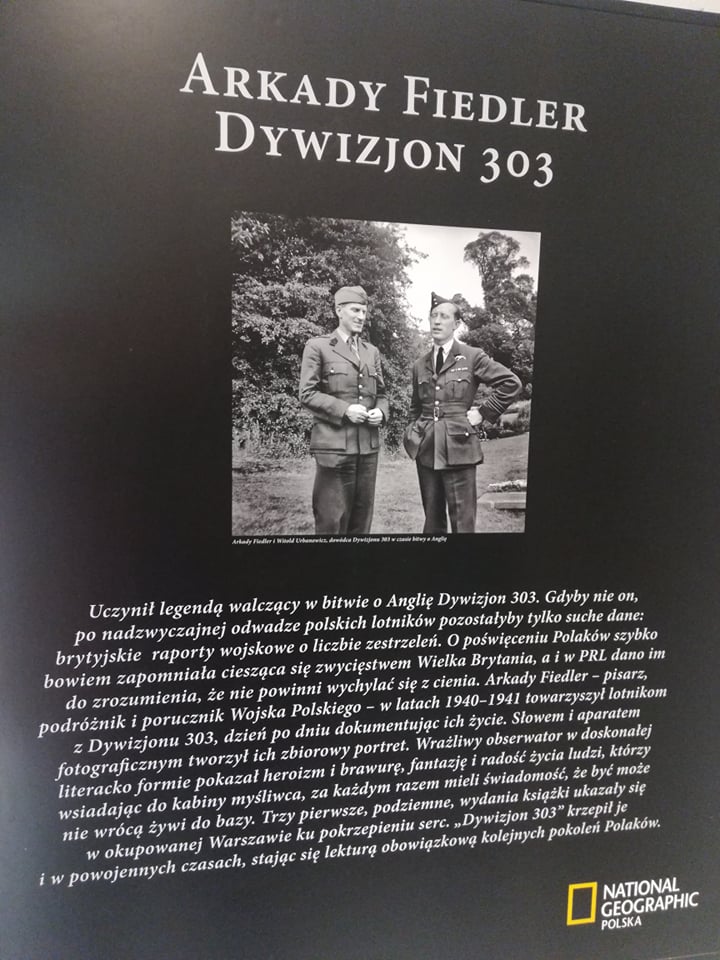 ARKADY FIEDLER
DYWIZJON 303
Arkady Fiedler i Witold Urbanowicz, dowódca Dywizjonu 303 w czasie bitwy o Anglię
Uczynił legendą walczący w bitwie o Anglię Dywizjon 303. Gdyby nie on,
po nadzwyczajnej odwadze polskich lotników pozostałyby tylko suche dane:
brytyjskie raporty wojskowe o liczbie zestrzeleń. O poświęceniu Polaków szybko
bowiem zapomniała ciesząca się zwycięstwem Wielka Brytania, a i w PRL dano im
do zrozumienia, że nie powinni wychylać się z cienia. Arkady Fiedler – pisarz,
podróżnik i porucznik Wojska Polskiego – w latach 1940–1941 towarzyszył lotnikom
z Dywizjonu 303, dzień po dniu dokumentując ich życie. Słowem i aparatem
fotograficznym tworzył ich zbiorowy portret. Wrażliwy obserwator w doskonałej
literacko formie pokazał heroizm i brawurę, fantazję i radość życia ludzi, którzy
wsiadając do kabiny myśliwca, za każdym razem mieli świadomość, że być może
nie wrócą żywi do bazy. Trzy pierwsze, podziemne, wydania książki ukazały się
w okupowanej Warszawie ku pokrzepieniu serc. „Dywizjon 303” krzepił je
i w powojennych czasach, stając się lekturą obowiązkową kolejnych pokoleń Polaków.
NATIONAL
GEOGRAPHIC
POLSKA